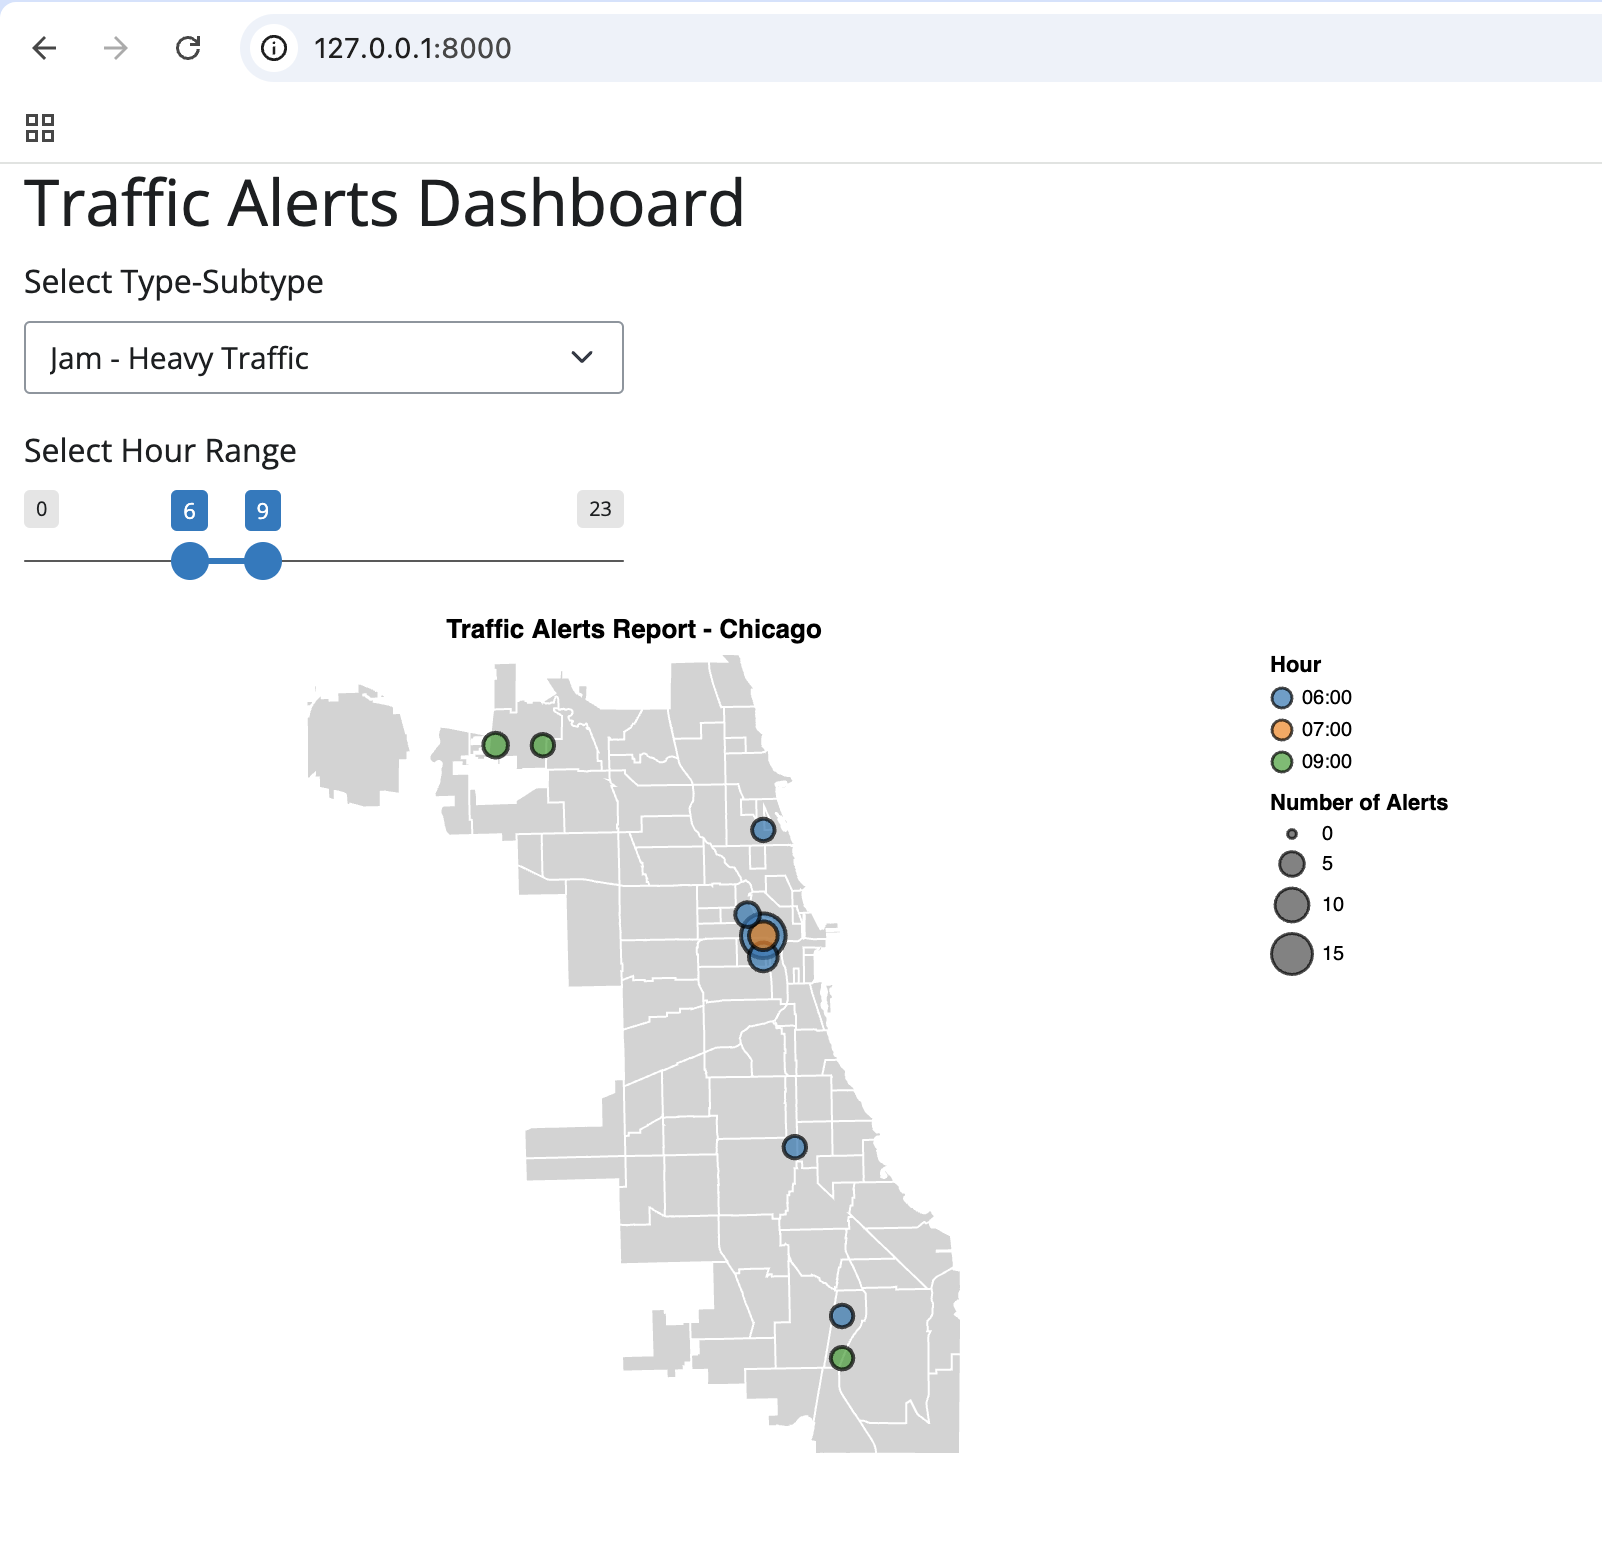 127.0.0.1:8000
Traffic Alerts Dashboard
Select Type-Subtype
Jam - Heavy Traffic
Select Hour Range
0 6 9 23
Traffic Alerts Report - Chicago
Hour
06:00
07:00
09:00
Number of Alerts
0
5
10
15